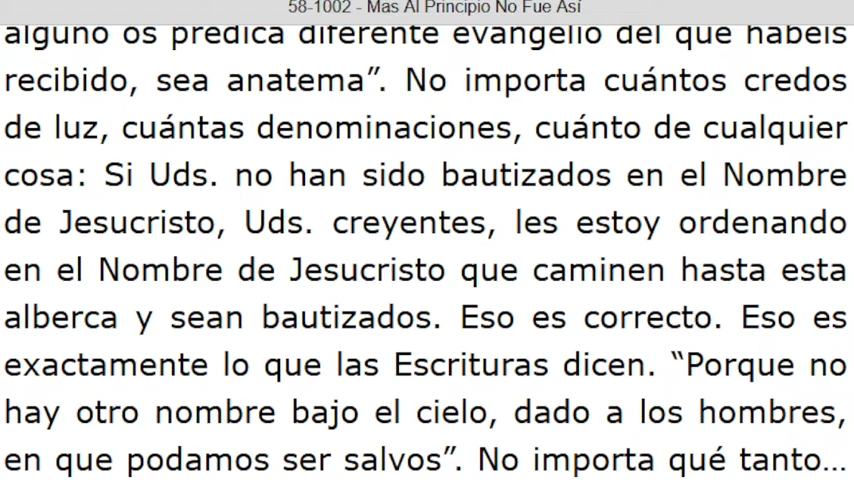 58-1002 - Mas Al Principio No Fue Así
alguno os predica diferente evangelio del que habéis
recibido, sea anatema”. No importa cuántos credos
de luz, cuántas denominaciones, cuánto de cualquier
cosa: Si Uds. no han sido bautizados en el Nombre
de Jesucristo, Uds. creyentes, les estoy ordenando
en el Nombre de Jesucristo que caminen hasta esta
alberca y sean bautizados. Eso es correcto. Eso es
exactamente lo que las Escrituras dicen. “Porque no
hay otro nombre bajo el cielo, dado a los hombres,
en que podamos ser salvos”. No importa qué tanto...